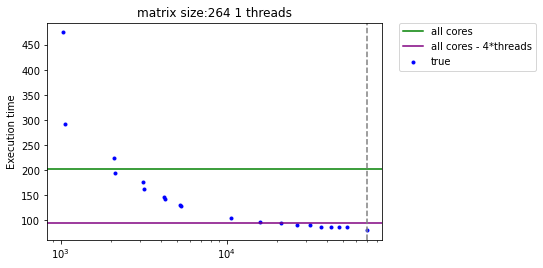 matrix size:264 1 threads
all cores
all cores - 4*threads
true
Execution time
450
400
350
300
250
200
150
100
10³
10⁴